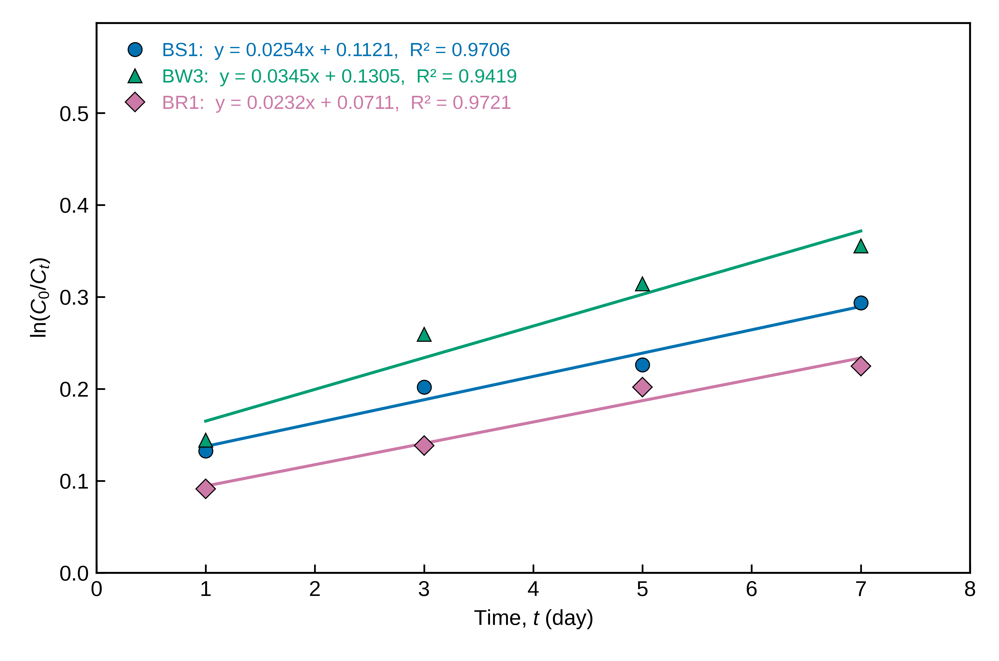 BS1: y = 0.0254x + 0.1121, R² = 0.9706
BW3: y = 0.0345x + 0.1305, R² = 0.9419
BR1: y = 0.0232x + 0.0711, R² = 0.9721
0.5
0.4
0.3
0.2
0.1
0.0
ln(C₀/Cₜ)
0 1 2 3 4 5 6 7 8
Time, t (day)